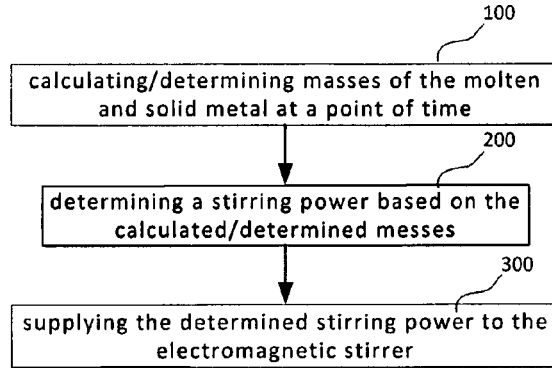 100
calculating/determining masses of the molten
and solid metal at a point of time
200
determining a stirring power based on the
calculated/determined messes
300
supplying the determined stirring power to the
electromagnetic stirrer